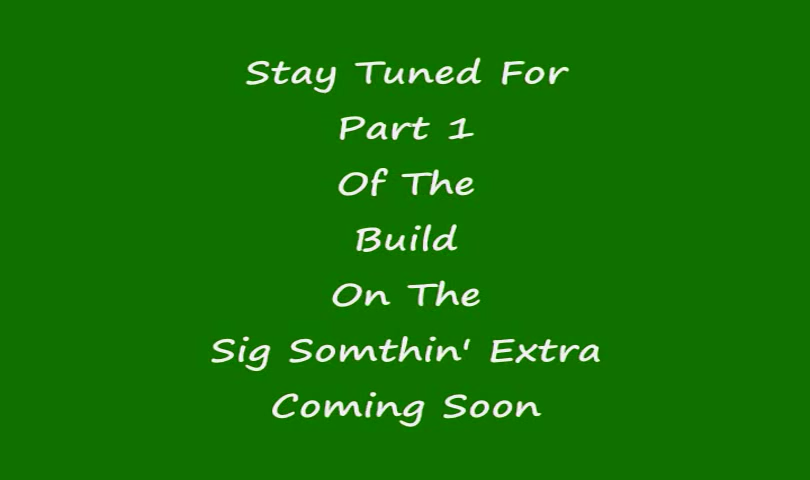 Stay Tuned For
Part 1
Of The
Build
On The
Sig Somthin' Extra
Coming Soon